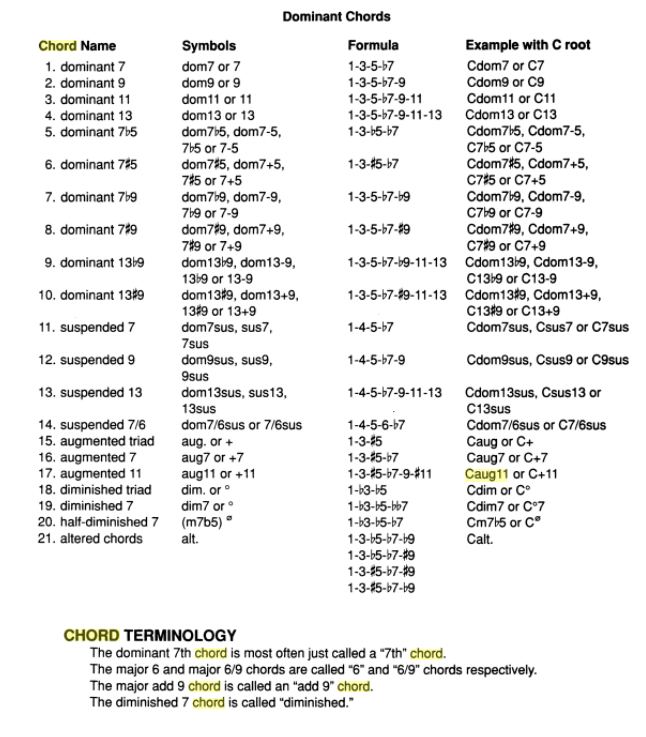 Dominant Chords
Chord Name Symbols Formula Example with C root
1. dominant 7 dom7 or 7 1-3-5-♭7 Cdom7 or C7
2. dominant 9 dom9 or 9 1-3-5-♭7-9 Cdom9 or C9
3. dominant 11 dom11 or 11 1-3-5-♭7-9-11 Cdom11 or C11
4. dominant 13 dom13 or 13 1-3-5-♭7-9-11-13 Cdom13 or C13
5. dominant 7♭5 dom7♭5, dom7-5, 1-3-♭5-♭7 Cdom7♭5, Cdom7-5,
7♭5 or 7-5 C7♭5 or C7-5
6. dominant 7♯5 dom7♯5, dom7+5, 1-3-♯5-♭7 Cdom7♯5, Cdom7+5,
7♯5 or 7+5 C7♯5 or C7+5
7. dominant 7♭9 dom7♭9, dom7-9, 1-3-5-♭7-♭9 Cdom7♭9, Cdom7-9,
7♭9 or 7-9 C7♭9 or C7-9
8. dominant 7♯9 dom7♯9, dom7+9, 1-3-5-♭7-♯9 Cdom7♯9, Cdom7+9,
7♯9 or 7+9 C7♯9 or C7+9
9. dominant 13♭9 dom13♭9, dom13-9, 1-3-5-♭7-♭9-11-13 Cdom13♭9, Cdom13-9,
13♭9 or 13-9 C13♭9 or C13-9
10. dominant 13♯9 dom13♯9, dom13+9, 1-3-5-♭7-♯9-11-13 Cdom13♯9, Cdom13+9,
13♯9 or 13+9 C13♯9 or C13+9
11. suspended 7 dom7sus, sus7, 1-4-5-♭7 Cdom7sus, Csus7 or C7sus
7sus
12. suspended 9 dom9sus, sus9, 1-4-5-♭7-9 Cdom9sus, Csus9 or C9sus
9sus
13. suspended 13 dom13sus, sus13, 1-4-5-♭7-9-11-13 Cdom13sus, Csus13 or
13sus C13sus
14. suspended 7/6 dom7/6sus or 7/6sus 1-4-5-6-♭7 Cdom7/6sus or C7/6sus
15. augmented triad aug. or + 1-3-♯5 Caug or C+
16. augmented 7 aug7 or +7 1-3-♯5-♭7 Caug7 or C+7
17. augmented 11 aug11 or +11 1-3-♯5-♭7-9-♯11 Caug11 or C+11
18. diminished triad dim. or ° 1-♭3-♭5 Cdim or C°
19. diminished 7 dim7 or ° 1-♭3-♭5-♭♭7 Cdim7 or C°7
20. half-diminished 7 (m7b5) ø 1-♭3-♭5-♭7 Cm7♭5 or Cø
21. altered chords alt. 1-3-♭5-♭7-♭9 Calt.
1-3-♭5-♭7-♯9
1-3-♯5-♭7-♯9
1-3-♯5-♭7-♭9
CHORD TERMINOLOGY
The dominant 7th chord is most often just called a "7th" chord.
The major 6 and major 6/9 chords are called "6" and "6/9" chords respectively.
The major add 9 chord is called an "add 9" chord.
The diminished 7 chord is called "diminished."